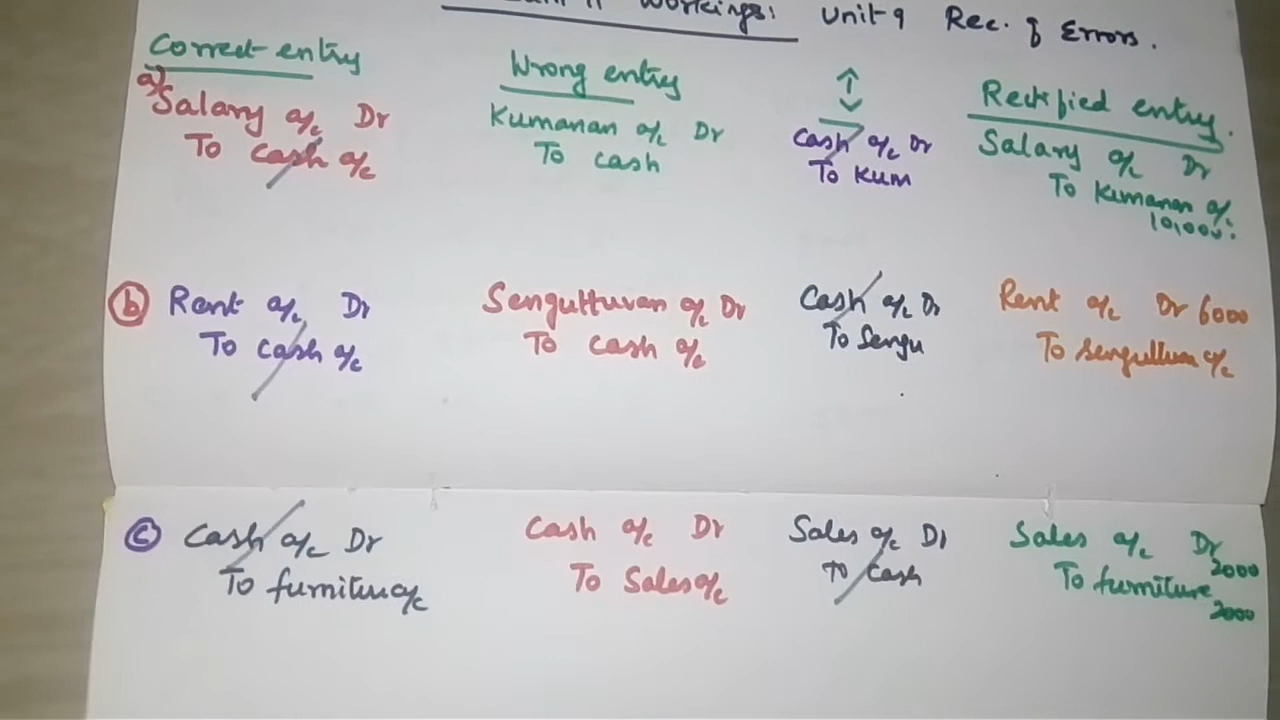 Workings: Unit 9 Rec. of Errors.
Correct entry
Wrong entry
Rectified entry.
a) Salary a/c Dr
To cash a/c
Kumanan a/c Dr
To cash
Cash a/c Dr
To Kum
Salary a/c Dr
To Kumanan a/c
10,000:
b Rent a/c Dr
To cash a/c
Senguttuvan a/c Dr
To cash a/c
Cash a/c Dr
To Sengu
Rent a/c Dr 6000
To a/c
c Cash a/c Dr
To a/c
Cash a/c Dr
To Sales a/c
Sales a/c Dr
To cash
Sales a/c Dr
2000
To furniture
2000